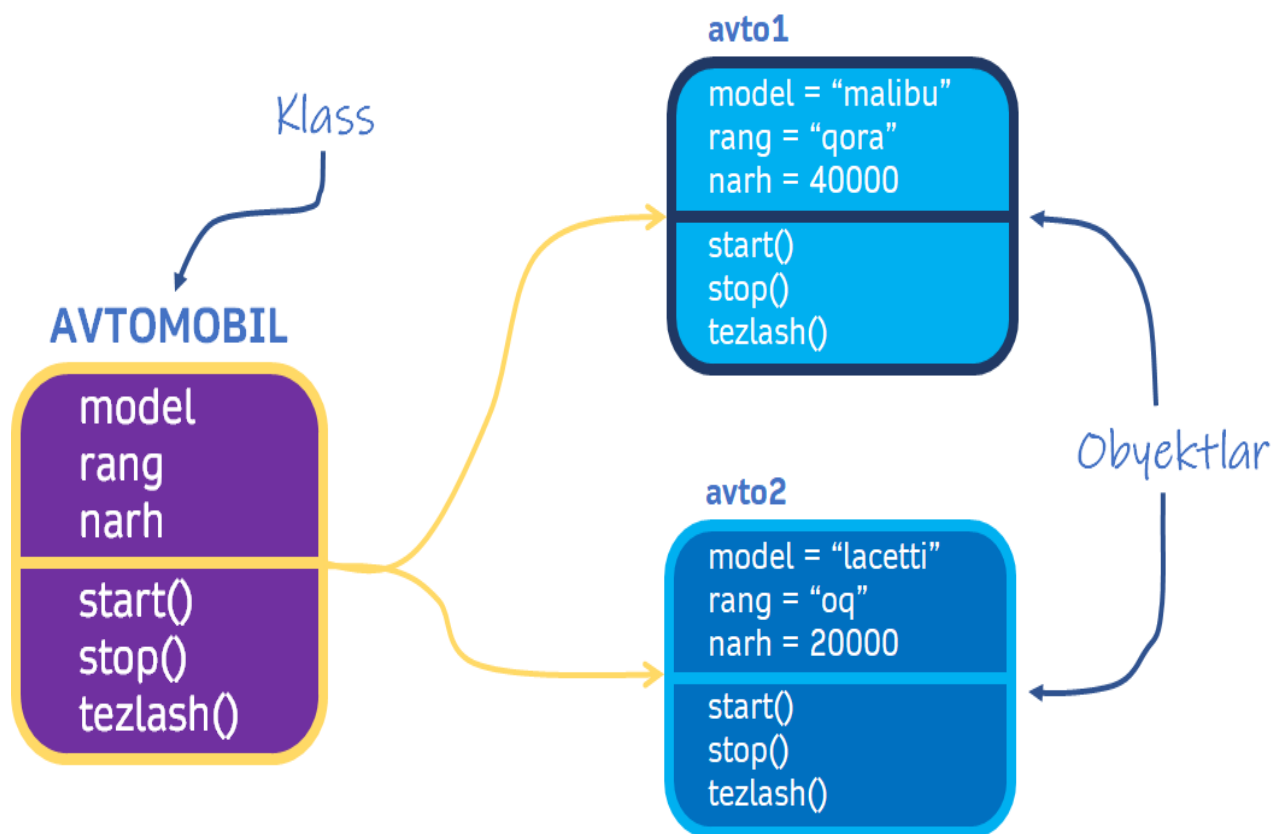 Klass
AVTOMOBIL
model
rang
narh
start()
stop()
tezlash()
avto1
model = “malibu”
rang = “qora”
narh = 40000
start()
stop()
tezlash()
avto2
model = “lacetti”
rang = “oq”
narh = 20000
start()
stop()
tezlash()
Obyektlar